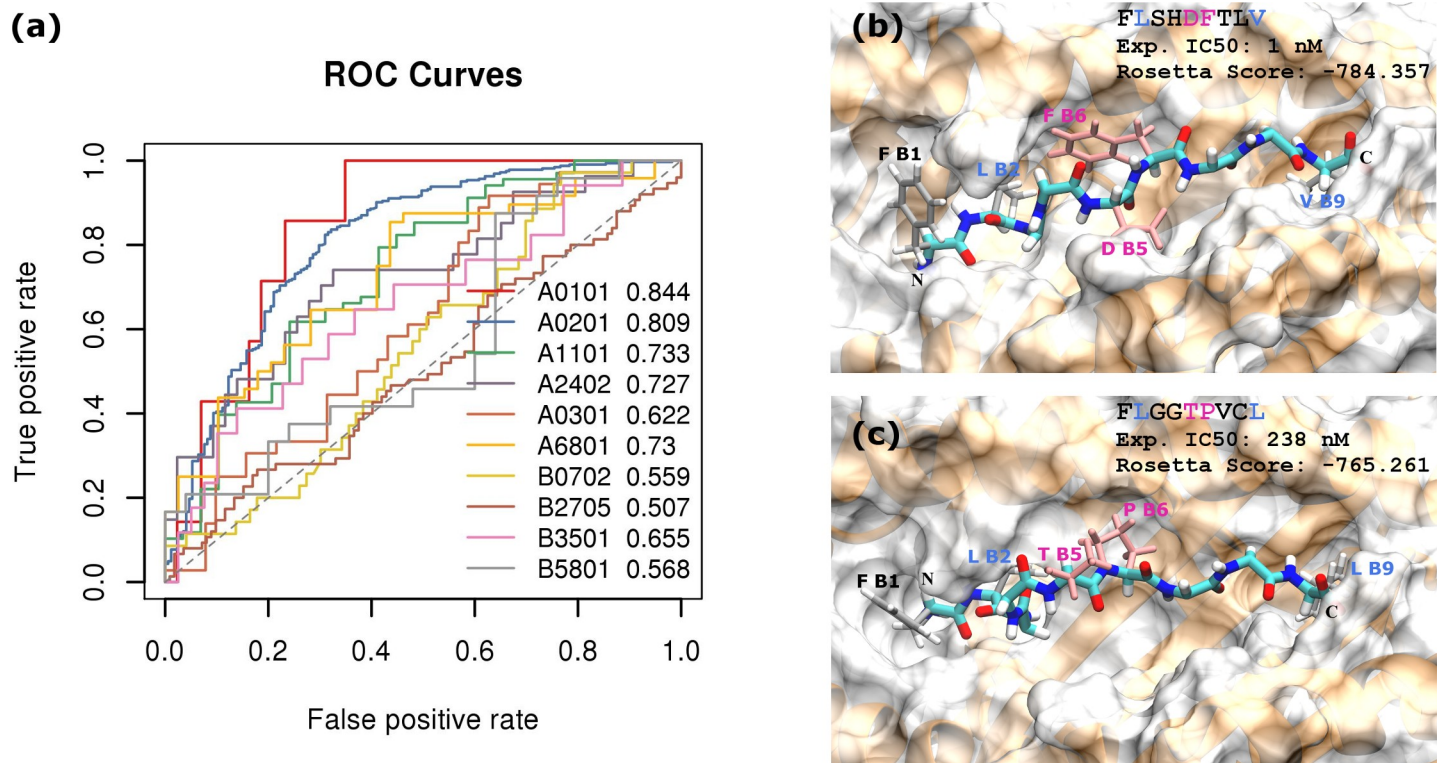 (a)
ROC Curves
True positive rate
1.0
0.8
0.6
0.4
0.2
0.0
A0101 0.844
A0201 0.809
A1101 0.733
A2402 0.727
A0301 0.622
A6801 0.73
B0702 0.559
B2705 0.507
B3501 0.655
B5801 0.568
0.0 0.2 0.4 0.6 0.8 1.0
False positive rate
(b)
FLSHDFTLV
Exp. IC50: 1 nM
Rosetta Score: -784.357
F B6
F B1
L B2
C
V B9
D B5
N
(c)
FLGGTPVCL
Exp. IC50: 238 nM
Rosetta Score: -765.261
P B6
L B2
T B5
L B9
F B1
N
C